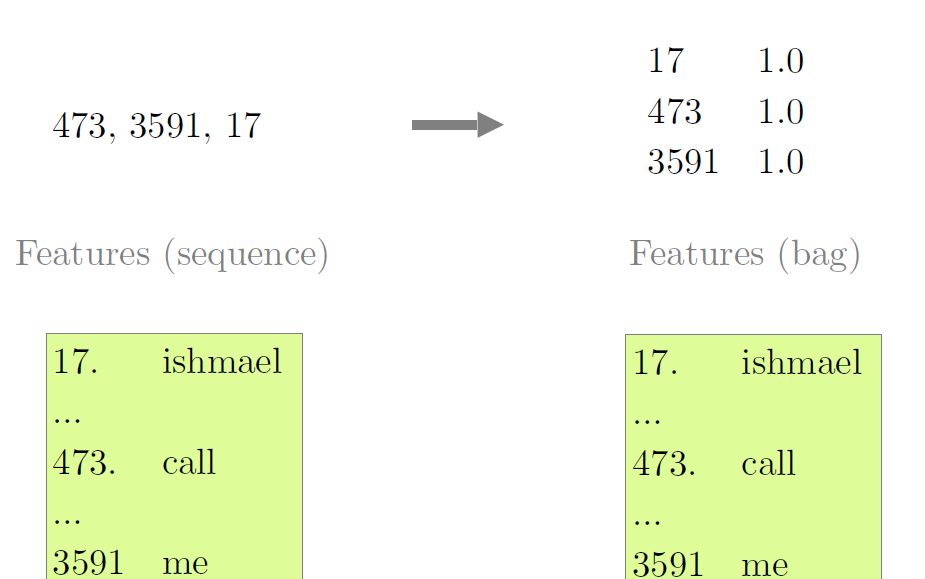 473, 3591, 17
17 1.0
473 1.0
3591 1.0
Features (sequence)
Features (bag)
17. ishmael
...
473. call
...
3591 me
17. ishmael
...
473. call
...
3591 me